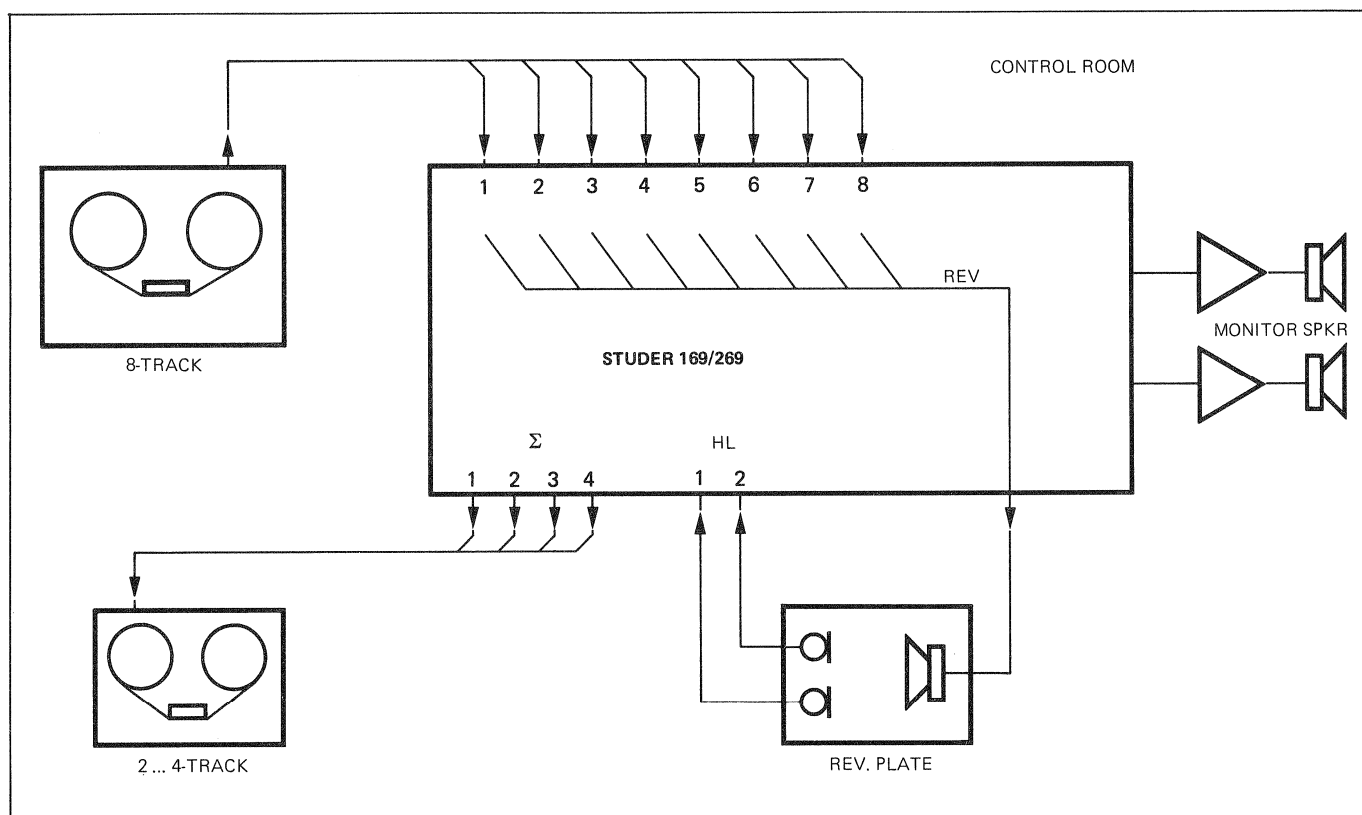 CONTROL ROOM
1 2 3 4 5 6 7 8
REV
MONITOR SPKR
8-TRACK
STUDER 169/269
Σ HL
1 2 3 4 1 2
2 ... 4-TRACK
REV. PLATE